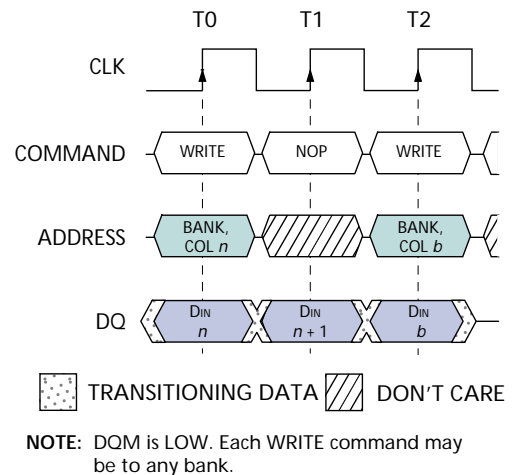 T0 T1 T2
CLK
COMMAND WRITE NOP WRITE
ADDRESS BANK, COL n BANK, COL b
DQ DIN n DIN n + 1 DIN b
TRANSITIONING DATA DON'T CARE
NOTE: DQM is LOW. Each WRITE command may
be to any bank.